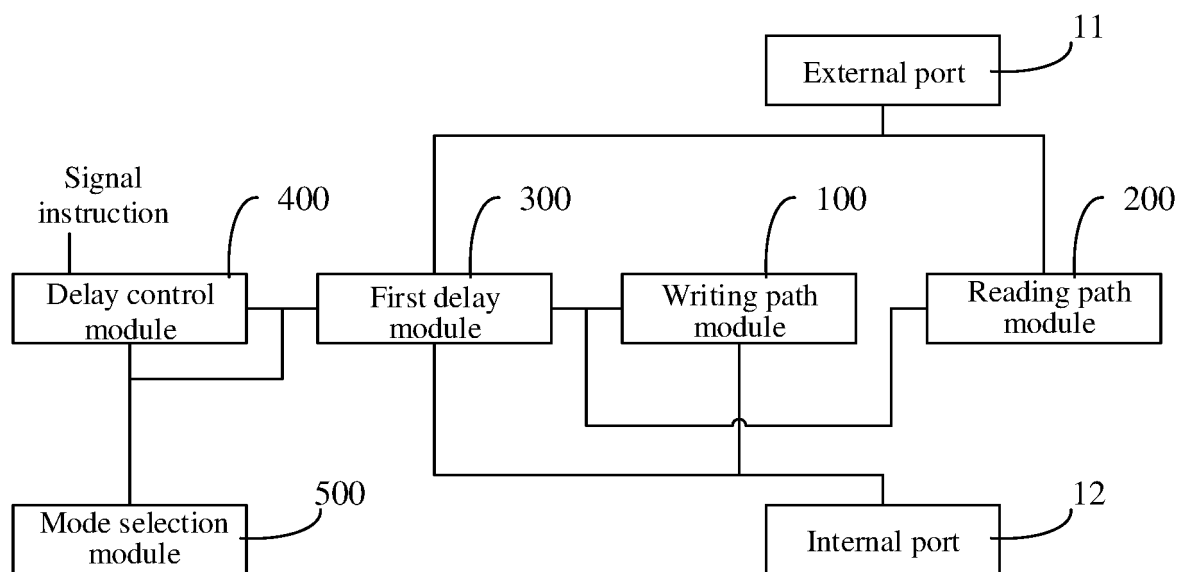 11
External port
Signal
instruction
400
300
100
200
Delay control
module
First delay
module
Writing path
module
Reading path
module
500
Mode selection
module
12
Internal port